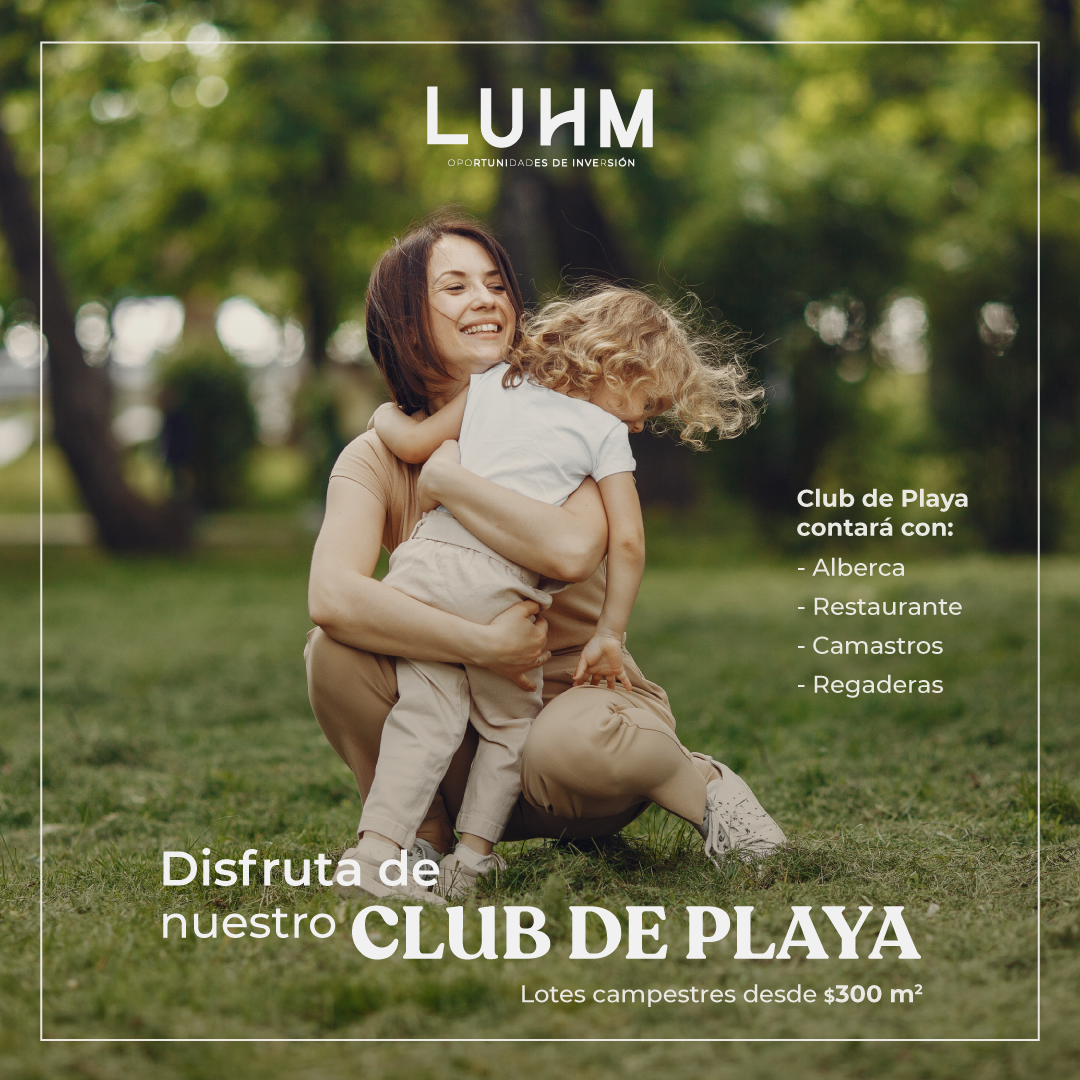 LUHM
OPORTUNIDADES DE INVERSIÓN
Club de Playa
contará con:
- Alberca
- Restaurante
- Camastros
- Regaderas
Disfruta de
nuestro CLUB DE PLAYA
Lotes campestres desde $300 m²